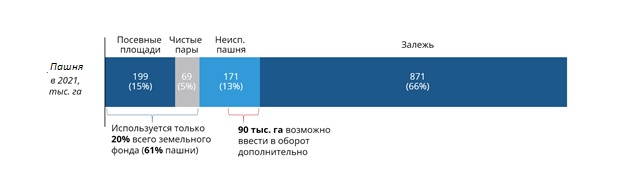 Посевные площади
Чистые пары
Неисп. пашня
Залежь
Пашня
в 2021,
тыс. га
199
(15%)
69
(5%)
171
(13%)
871
(66%)
Используется только
20% всего земельного
фонда (61% пашни)
90 тыс. га возможно
ввести в оборот
дополнительно